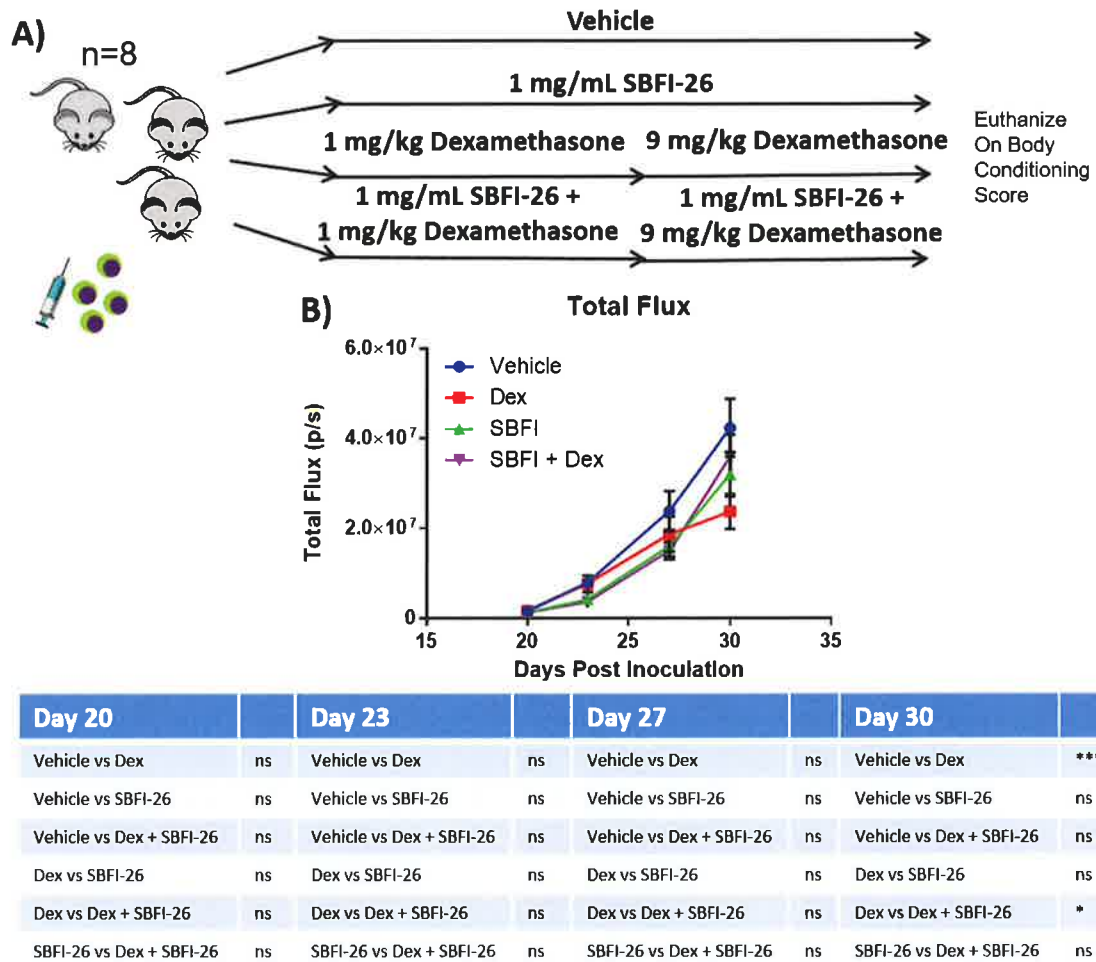 A)
n=8
Vehicle
1 mg/mL SBFI-26
1 mg/kg Dexamethasone 9 mg/kg Dexamethasone
1 mg/mL SBFI-26 + 1 mg/mL SBFI-26 +
1 mg/kg Dexamethasone 9 mg/kg Dexamethasone
Euthanize
On Body
Conditioning
Score
B)
Total Flux
Total Flux (p/s)
6.0×10⁷
4.0×10⁷
2.0×10⁷
0
Vehicle
Dex
SBFI
SBFI + Dex
15 20 25 30 35
Days Post Inoculation
Day 20 Day 23 Day 27 Day 30
Vehicle vs Dex ns Vehicle vs Dex ns Vehicle vs Dex ns Vehicle vs Dex ***
Vehicle vs SBFI-26 ns Vehicle vs SBFI-26 ns Vehicle vs SBFI-26 ns Vehicle vs SBFI-26 ns
Vehicle vs Dex + SBFI-26 ns Vehicle vs Dex + SBFI-26 ns Vehicle vs Dex + SBFI-26 ns Vehicle vs Dex + SBFI-26 ns
Dex vs SBFI-26 ns Dex vs SBFI-26 ns Dex vs SBFI-26 ns Dex vs SBFI-26 ns
Dex vs Dex + SBFI-26 ns Dex vs Dex + SBFI-26 ns Dex vs Dex + SBFI-26 ns Dex vs Dex + SBFI-26 *
SBFI-26 vs Dex + SBFI-26 ns SBFI-26 vs Dex + SBFI-26 ns SBFI-26 vs Dex + SBFI-26 ns SBFI-26 vs Dex + SBFI-26 ns